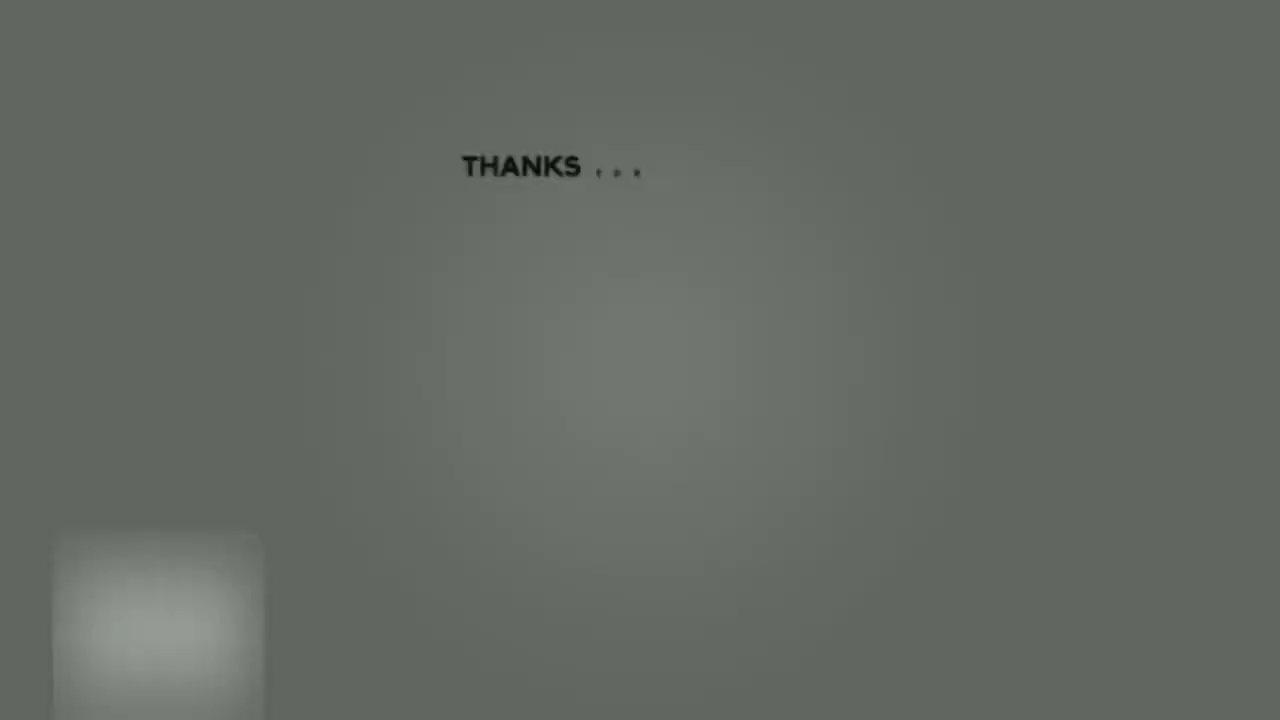 THANKS . . .